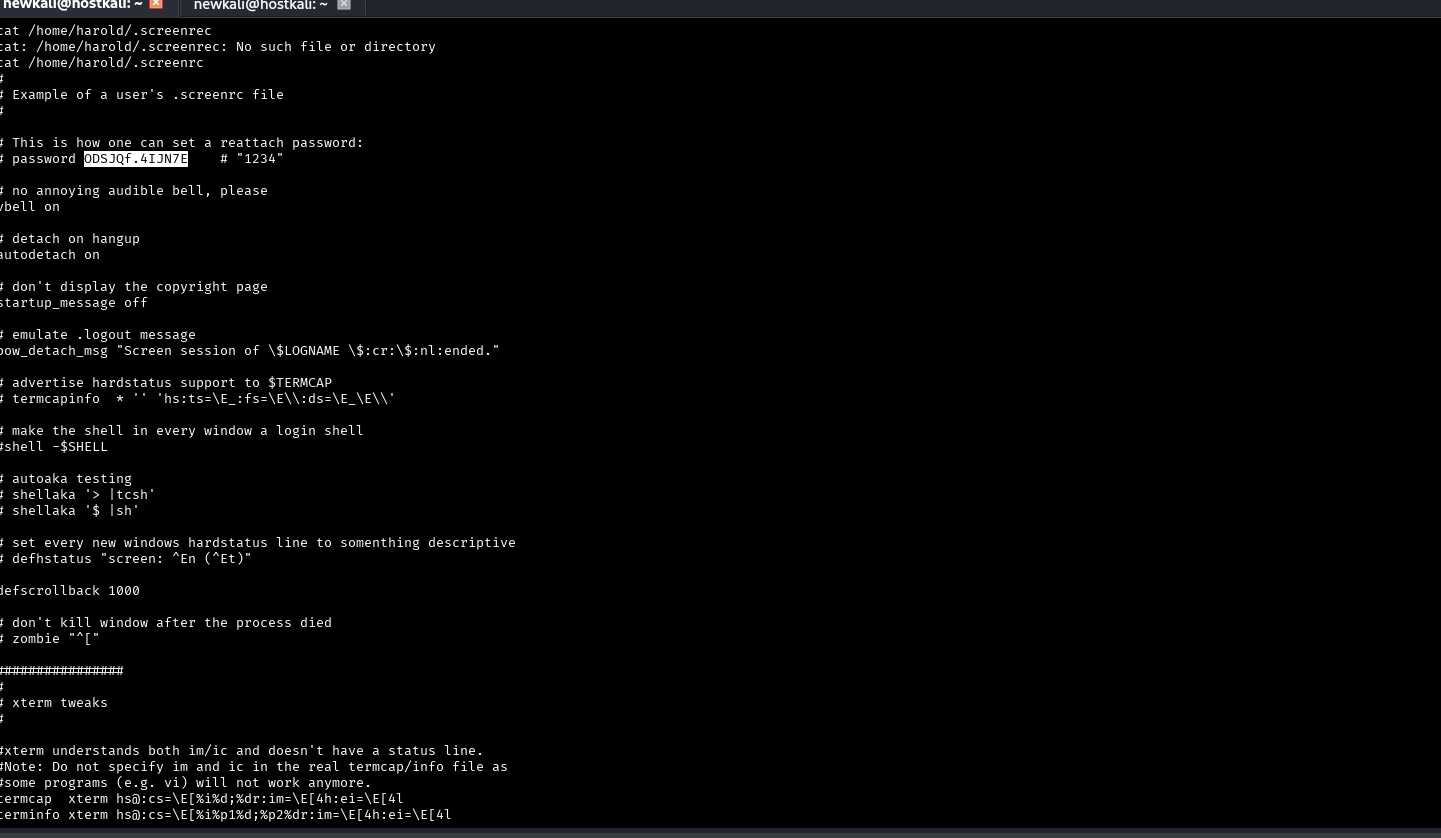 newkali@hostkali: ~ newkali@hostkali: ~
cat /home/harold/.screenrec
cat: /home/harold/.screenrec: No such file or directory
cat /home/harold/.screenrc
#
# Example of a user's .screenrc file
#
# This is how one can set a reattach password:
# password ODSJQf.4IJN7E    # "1234"
# no annoying audible bell, please
vbell on
# detach on hangup
autodetach on
# don't display the copyright page
startup_message off
# emulate .logout message
pow_detach_msg "Screen session of \$LOGNAME \$:cr:\$:nl:ended."
# advertise hardstatus support to $TERMCAP
# termcapinfo  * '' 'hs:ts=\E_:fs=\E\\:ds=\E_\E\\'
# make the shell in every window a login shell
#shell -$SHELL
# autoaka testing
# shellaka '> |tcsh'
# shellaka '$ |sh'
# set every new windows hardstatus line to somenthing descriptive
# defhstatus "screen: ^En (^Et)"
defscrollback 1000
# don't kill window after the process died
# zombie "^["
################
#
# xterm tweaks
#
#xterm understands both im/ic and doesn't have a status line.
#Note: Do not specify im and ic in the real termcap/info file as
#some programs (e.g. vi) will not work anymore.
termcap  xterm hs@:cs=\E[%i%d;%dr:im=\E[4h:ei=\E[4l
terminfo xterm hs@:cs=\E[%i%p1%d;%p2%dr:im=\E[4h:ei=\E[4l